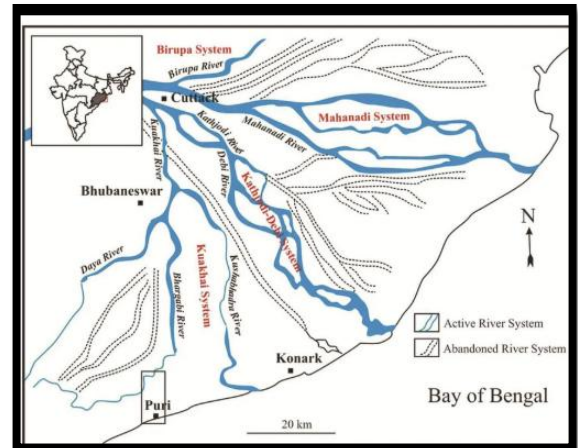 Birupa System
Birupa River
Cuttack
Mahanadi System
Kathjodi River
Mahanadi River
Kuakhai River
Debi River
Bhubaneswar
Kathjodi-Debi System
N
Daya River
Kuakhai System
Kushabhadra River
Bhargabi River
Active River System
Abandoned River System
Konark
Bay of Bengal
Puri
20 km